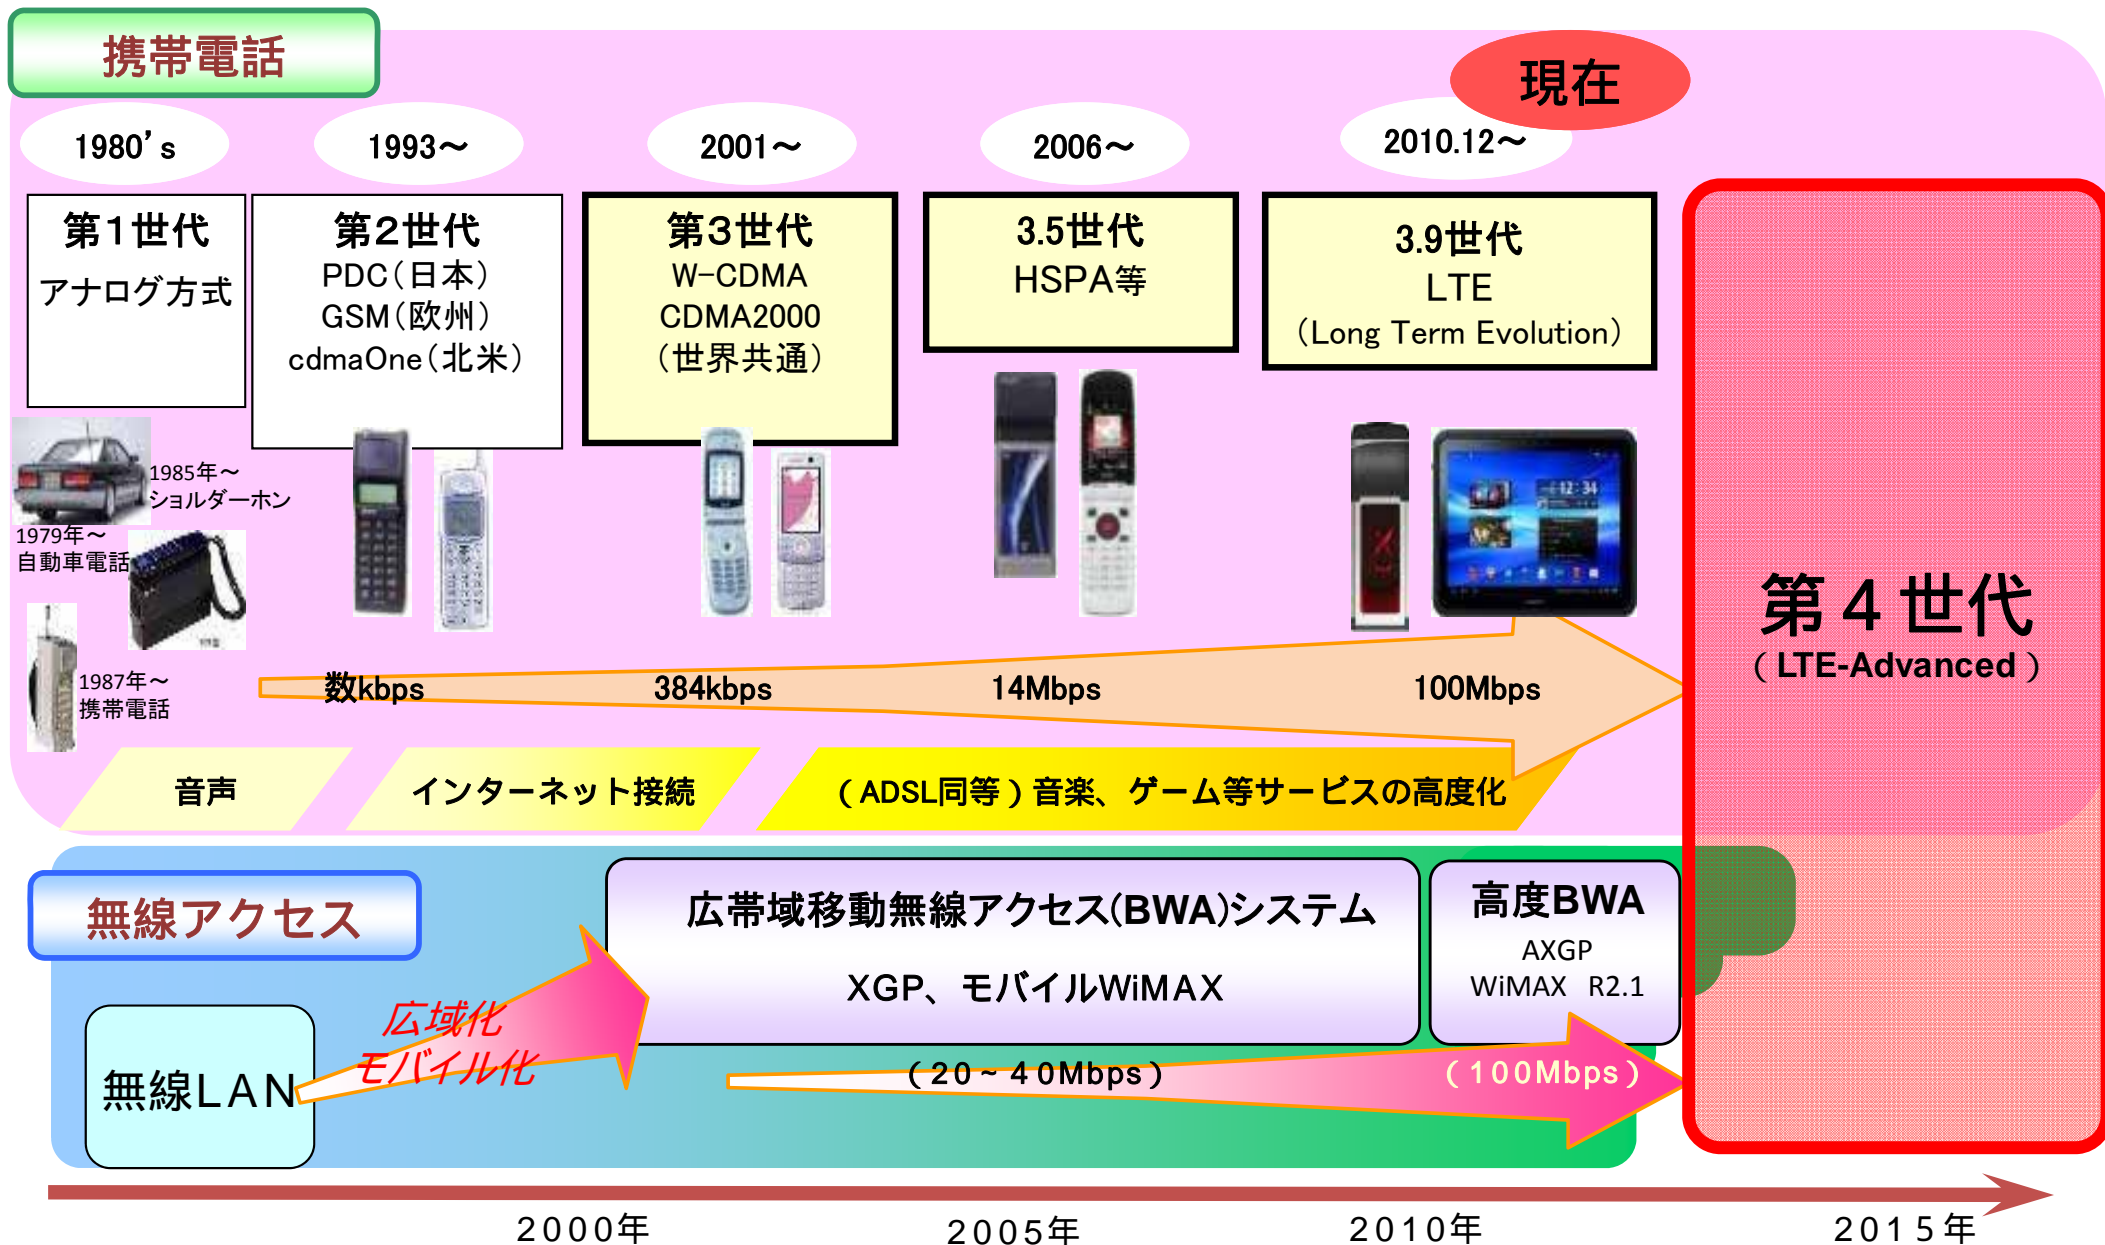 携帯電話
現在
1980’s
1993～
2001～
2006～
2010.12～
第1世代
アナログ方式
第2世代
PDC（日本）
GSM（欧州）
cdmaOne（北米）
第3世代
W-CDMA
CDMA2000
（世界共通）
3.5世代
HSPA等
3.9世代
LTE
（Long Term Evolution）
1985年～
ショルダーホン
1979年～
自動車電話
1987年～
携帯電話
12:34
第４世代
（LTE-Advanced）
数kbps
384kbps
14Mbps
100Mbps
音声
インターネット接続
（ADSL同等）音楽、ゲーム等サービスの高度化
無線アクセス
広帯域移動無線アクセス(BWA)システム
XGP、モバイルWiMAX
高度BWA
AXGP
WiMAX R2.1
広域化
モバイル化
無線LAN
（20~40Mbps）
（100Mbps）
2000年
2005年
2010年
2015年